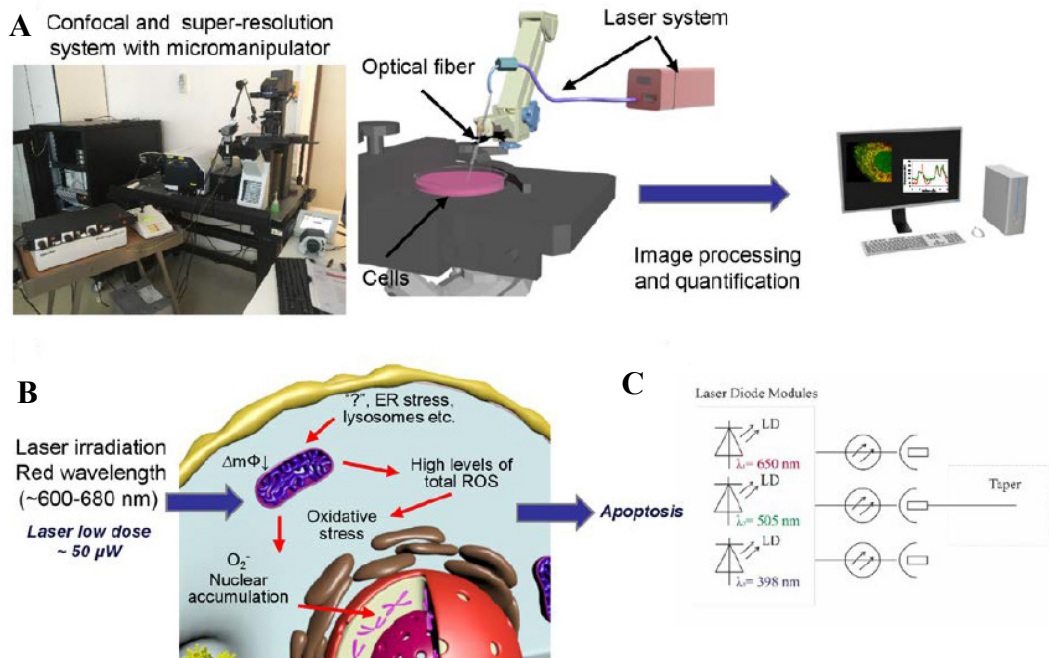 A
Confocal and super-resolution
system with micromanipulator
Laser system
Optical fiber
Cells
Image processing
and quantification
B
Laser irradiation
Red wavelength
(~600-680 nm)
Laser low dose
~ 50 µW
"?", ER stress,
lysosomes etc.
ΔmΦ↓
High levels of
total ROS
Oxidative
stress
O₂⁻
Nuclear
accumulation
Apoptosis
C
Laser Diode Modules
LD
= 650 nm
LD
= 505 nm
LD
= 398 nm
Taper